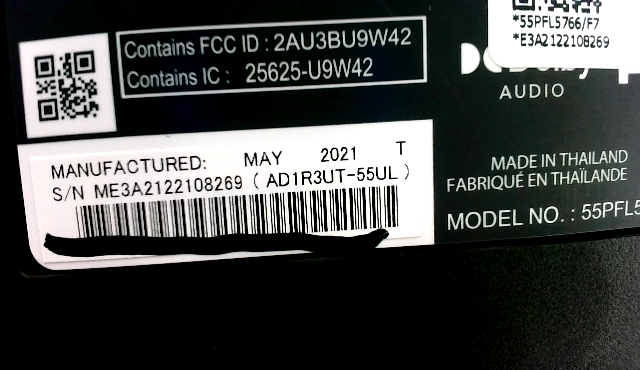 Contains FCC ID : 2AU3BU9W42
Contains IC : 25625-U9W42
*55PFL5766/F7
*E3A2122108269
Dolby
AUDIO
MANUFACTURED: MAY 2021 T
S/N ME3A2122108269 ( AD1R3UT-55UL )
MADE IN THAILAND
FABRIQUÉ EN THAÏLANDE
MODEL NO. : 55PFL5